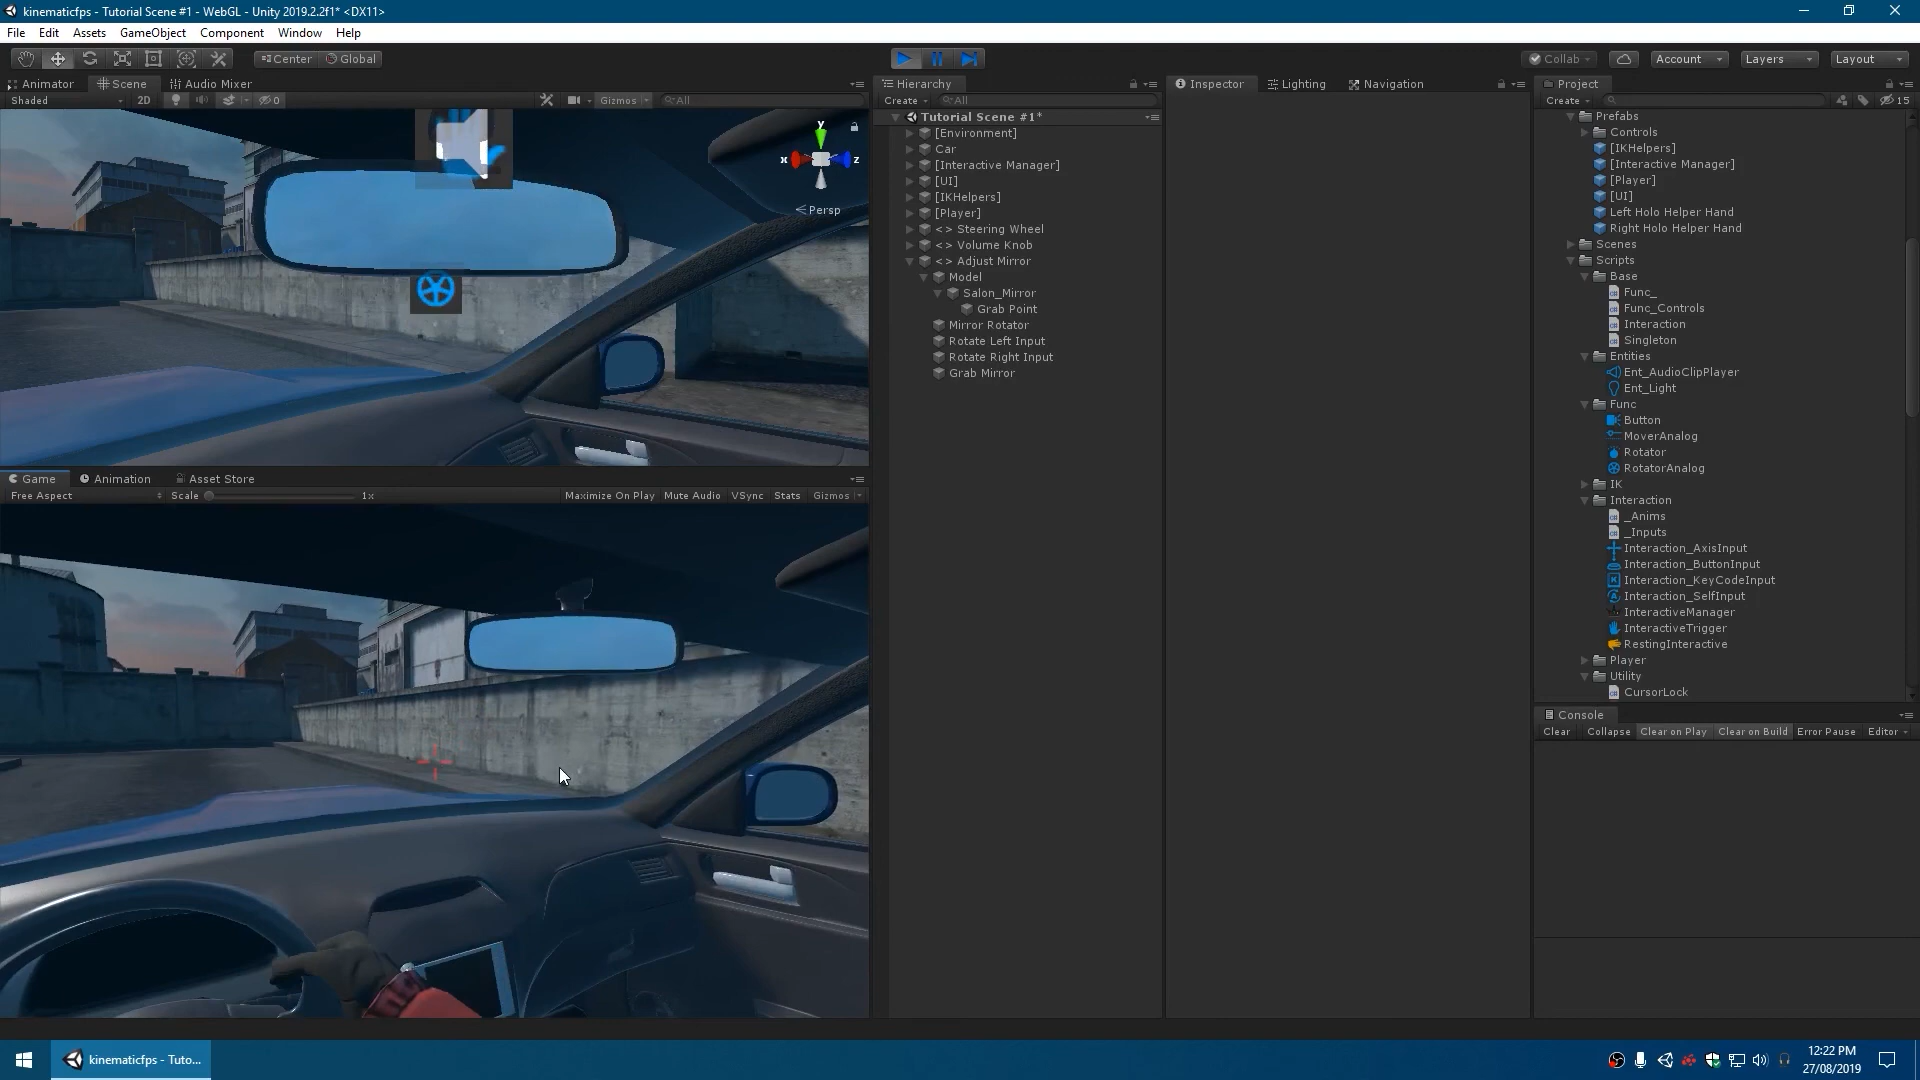 kinematicfps - Tutorial Scene #1 - WebGL - Unity 2019.2.2f1* <DX11>
File Edit Assets GameObject Component Window Help
Center Global Collab Account Layers Layout
Animator Scene Audio Mixer
Shaded 2D 0 Gizmos All
y
x z
Persp
Game Animation Asset Store
Free Aspect Scale 1x Maximize On Play Mute Audio VSync Stats Gizmos
Hierarchy
Create All
Tutorial Scene #1*
[Environment]
Car
[Interactive Manager]
[UI]
[IKHelpers]
[Player]
<> Steering Wheel
<> Volume Knob
<> Adjust Mirror
Model
Salon_Mirror
Grab Point
Mirror Rotator
Rotate Left Input
Rotate Right Input
Grab Mirror
Inspector Lighting Navigation
Project
Create 15
Prefabs
Controls
[IKHelpers]
[Interactive Manager]
[Player]
[UI]
Left Holo Helper Hand
Right Holo Helper Hand
Scenes
Scripts
Base
Func_
Func_Controls
Interaction
Singleton
Entities
Ent_AudioClipPlayer
Ent_Light
Func
Button
MoverAnalog
Rotator
RotatorAnalog
IK
Interaction
_Anims
_Inputs
Interaction_AxisInput
Interaction_ButtonInput
Interaction_KeyCodeInput
Interaction_SelfInput
InteractiveManager
InteractiveTrigger
RestingInteractive
Player
Utility
CursorLock
Console
Clear Collapse Clear on Play Clear on Build Error Pause Editor
kinematicfps - Tuto...
12:22 PM
27/08/2019